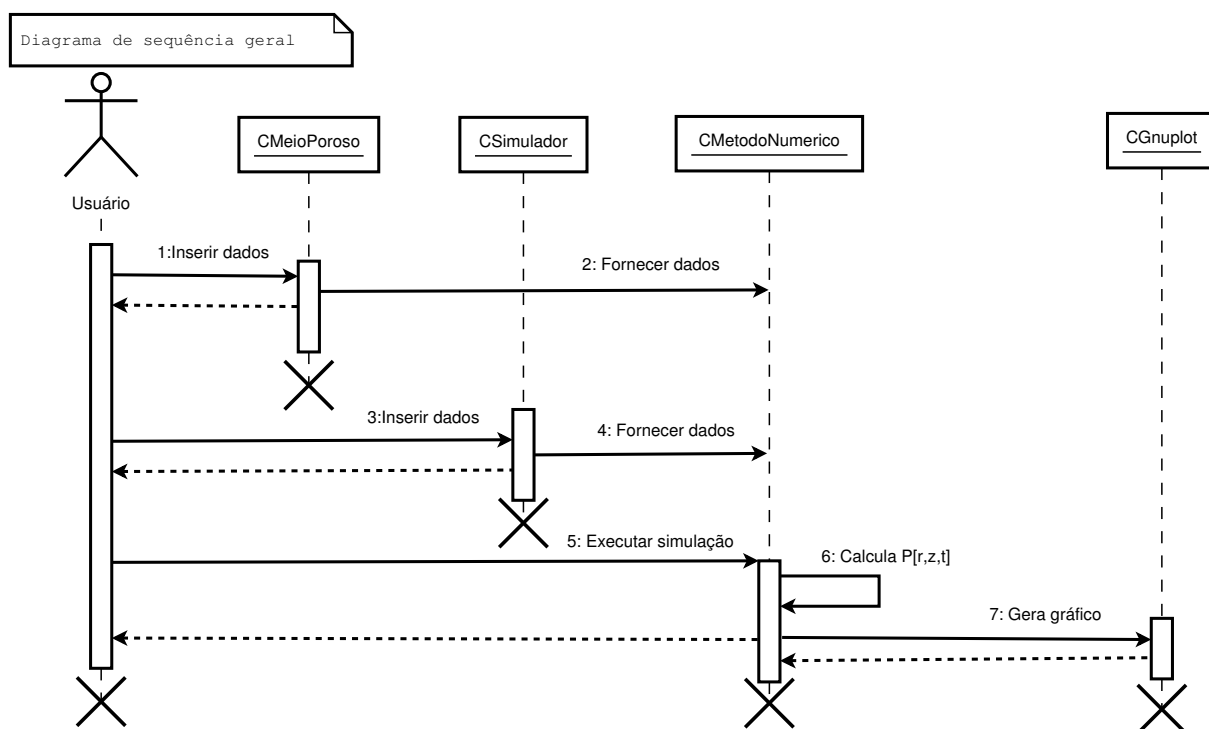 Diagrama de sequência geral
CMeioPoroso
CSimulador
CMetodoNumerico
CGnuplot
Usuário
1:Inserir dados
2: Fornecer dados
3:Inserir dados
4: Fornecer dados
5: Executar simulação
6: Calcula P[r,z,t]
7: Gera gráfico